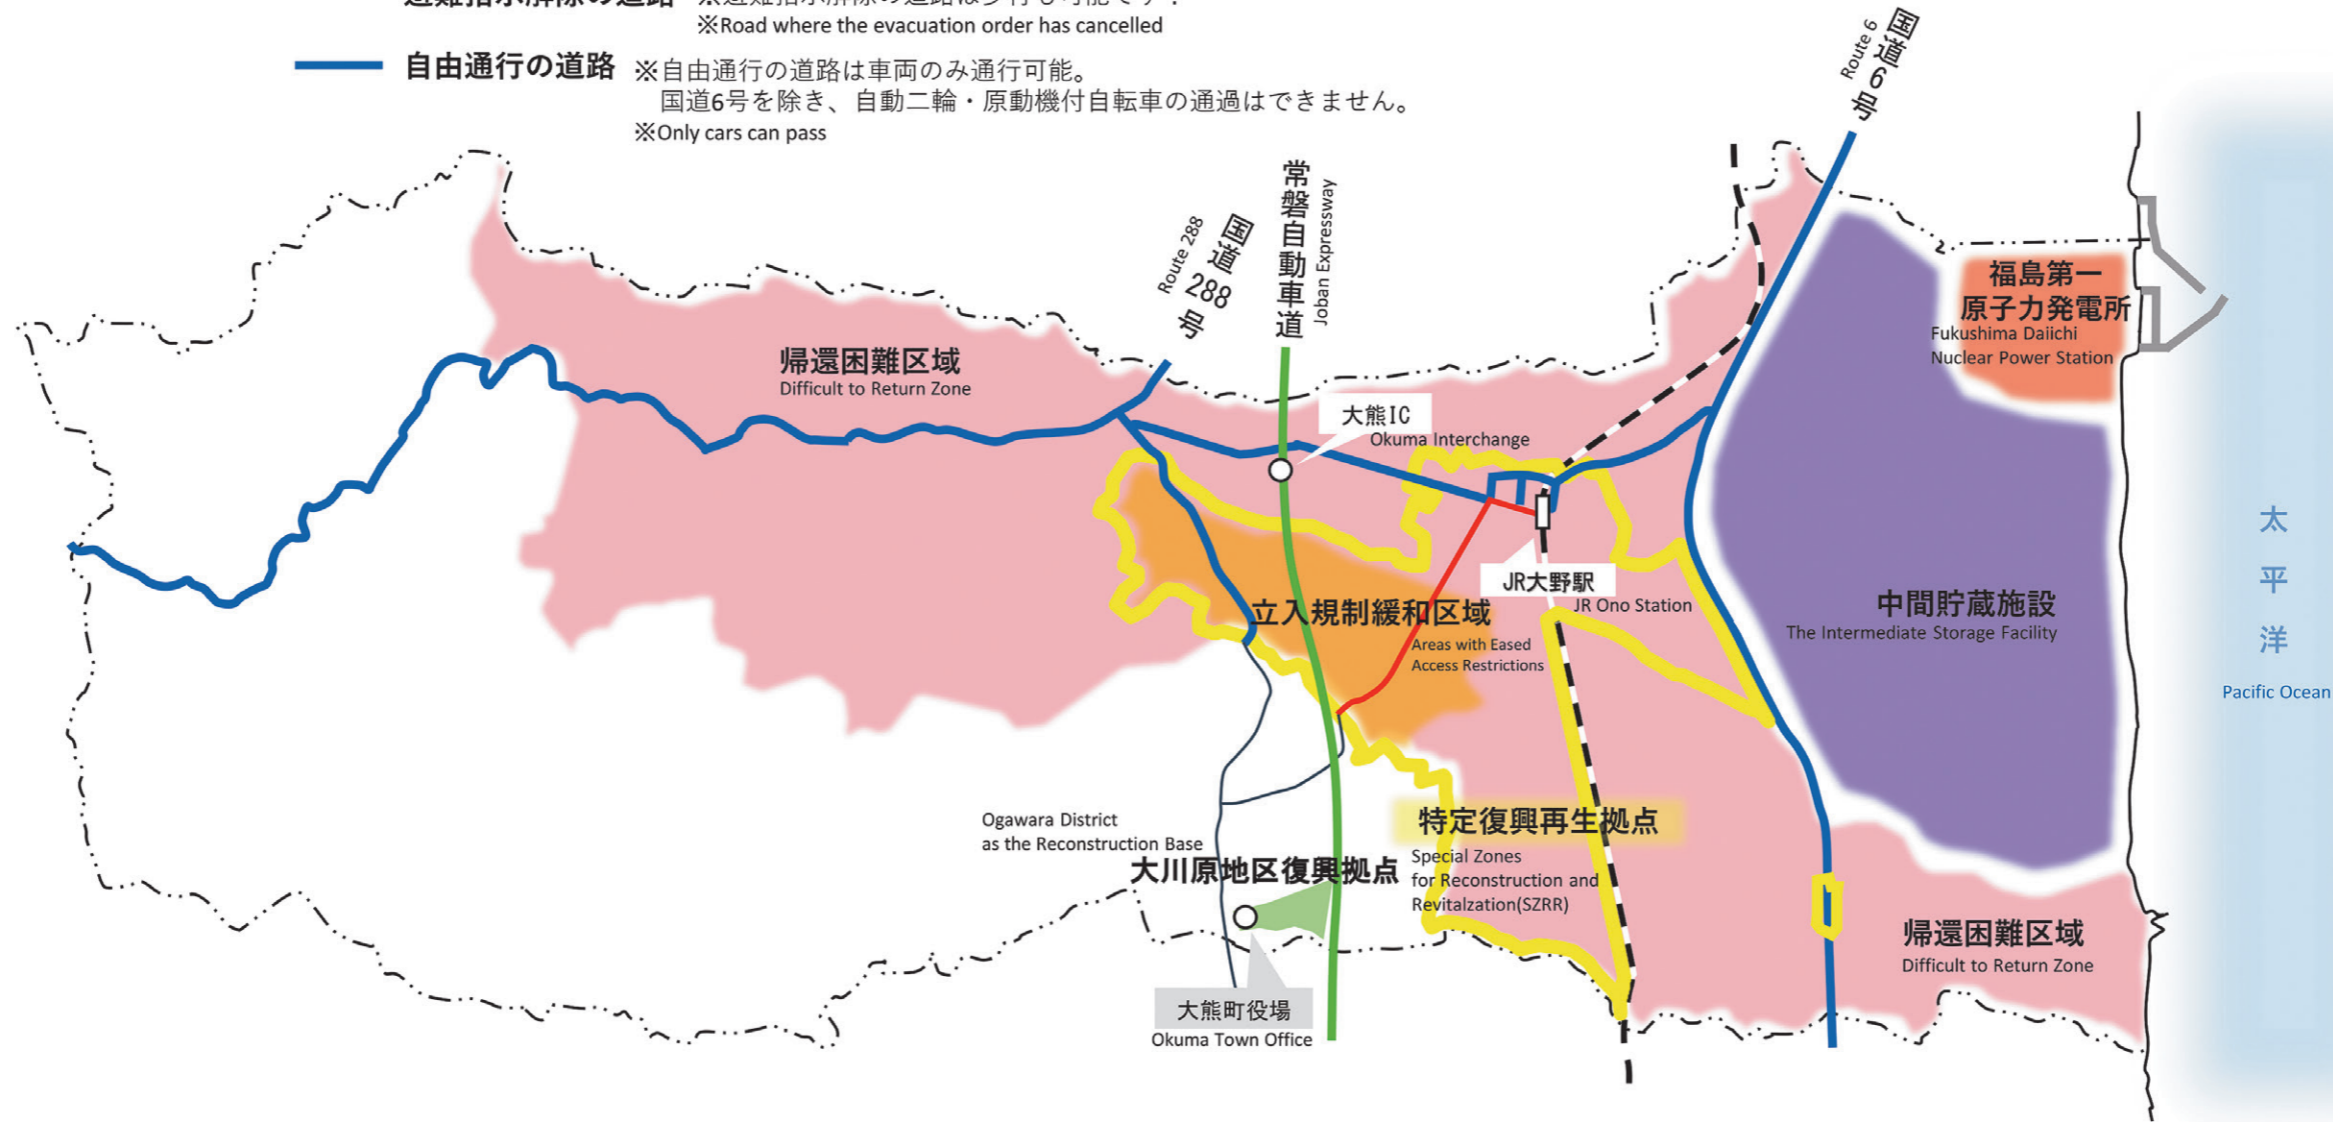 ※Road where the evacuation order has cancelled
自由通行の道路 ※自由通行の道路は車両のみ通行可能。
国道6号を除き、自動二輪・原動機付自転車の通過はできません。
※Only cars can pass
国道6号
Route 6
常磐自動車道
Joban Expressway
国道288号
Route 288
福島第一
原子力発電所
Fukushima Daiichi
Nuclear Power Station
帰還困難区域
Difficult to Return Zone
大熊IC
Okuma Interchange
太平洋
Pacific Ocean
JR大野駅
JR Ono Station
立入規制緩和区域
Areas with Eased
Access Restrictions
中間貯蔵施設
The Intermediate Storage Facility
Ogawara District
as the Reconstruction Base
大川原地区復興拠点
特定復興再生拠点
Special Zones
for Reconstruction and
Revitalzation(SZRR)
帰還困難区域
Difficult to Return Zone
大熊町役場
Okuma Town Office